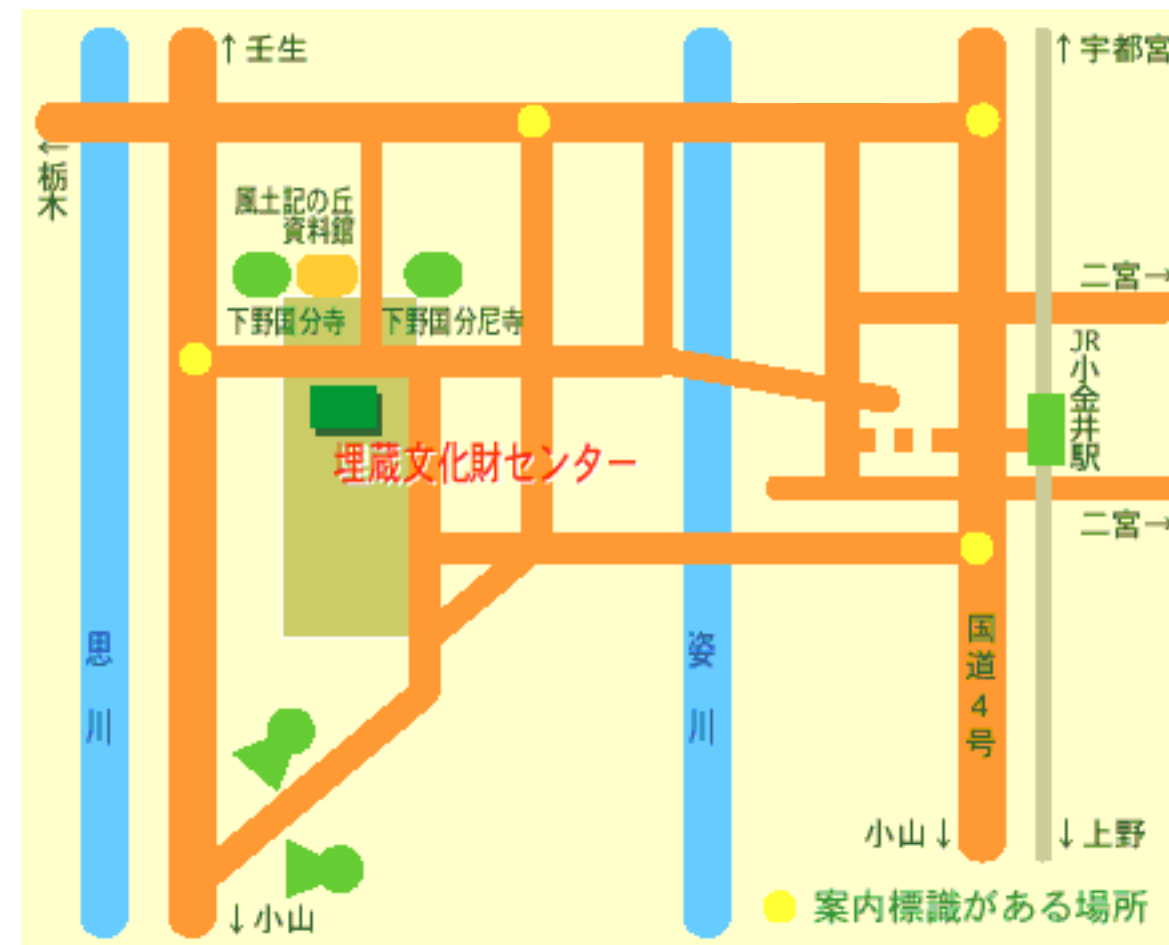 ↑壬生
↑宇都宮
←栃木
風土記の丘
資料館
下野国分寺
下野国分尼寺
二宮→
JR小金井駅
埋蔵文化財センター
二宮→
思川
姿川
国道4号
小山↓
↓上野
↓小山
案内標識がある場所